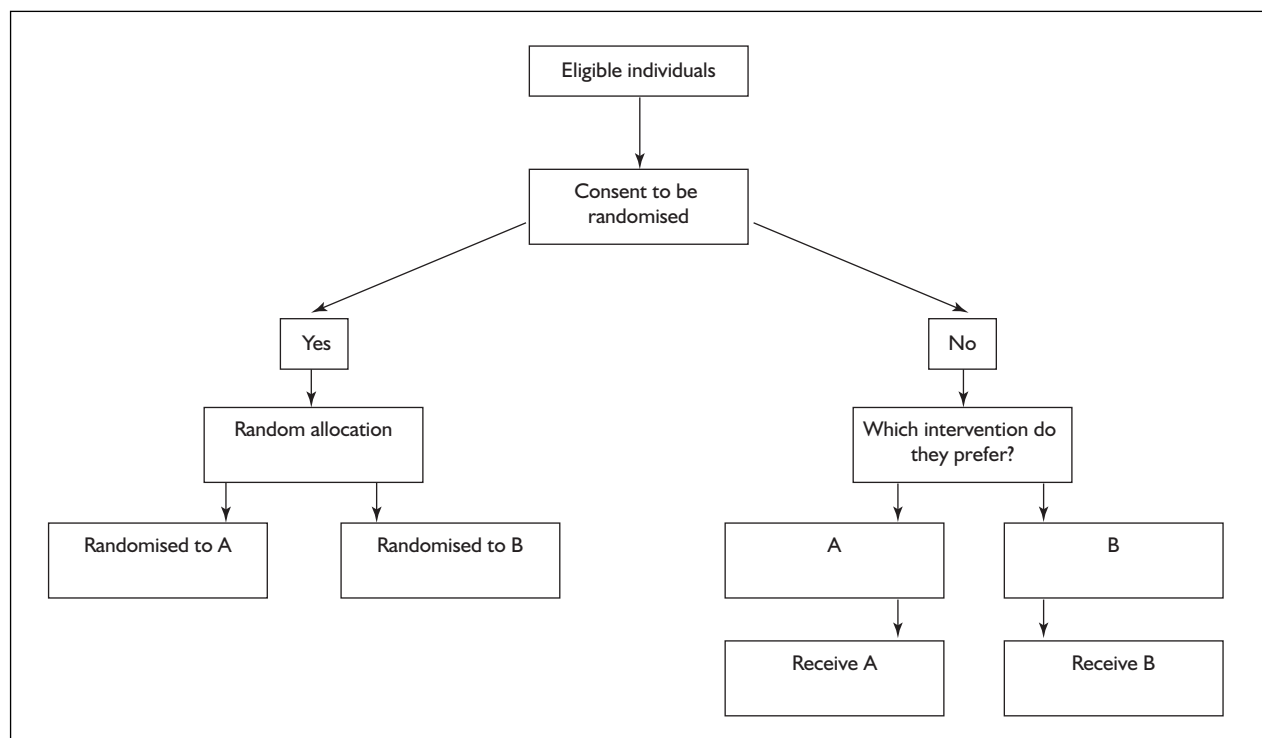 Eligible individuals
Consent to be
randomised
Yes
No
Random allocation
Which intervention do
they prefer?
Randomised to A
Randomised to B
A
B
Receive A
Receive B